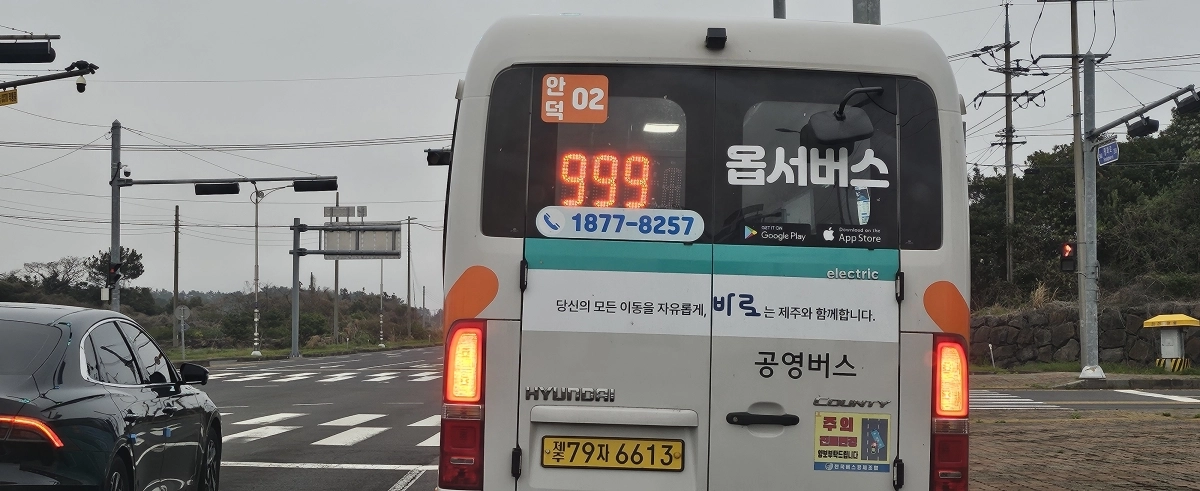 안덕 02
999
옵서버스
1877-8257
GET IT ON
Google Play
Download on the
App Store
electric
당신의 모든 이동을 자유롭게, 바로는 제주와 함께합니다.
공영버스
HYUNDAI
COUNTY
제주 79자 6613
주의